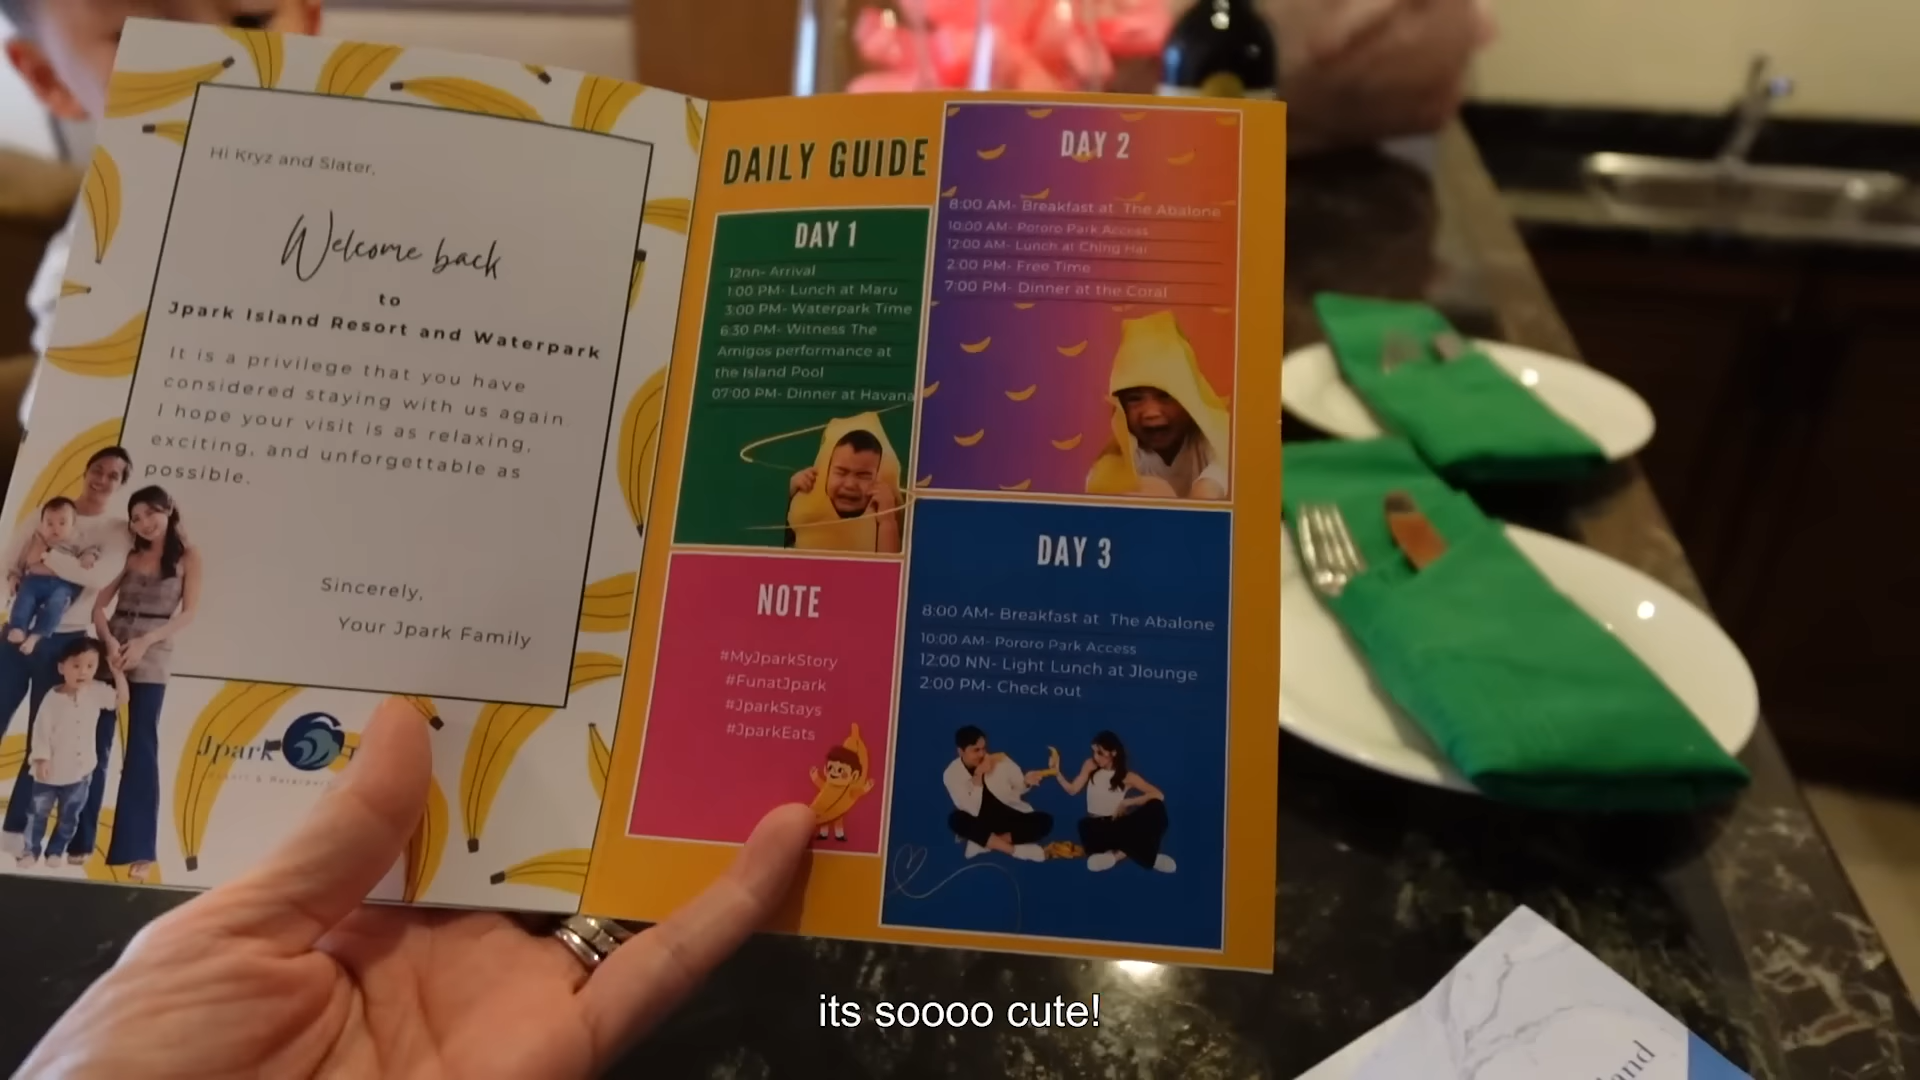 Hi Kryz and Slater,
Welcome back
to
Jpark Island Resort and Waterpark
It is a privilege that you have
considered staying with us again.
I hope your visit is as relaxing,
exciting, and unforgettable as
possible.
Sincerely,
Your Jpark Family
Jpark
DAILY GUIDE
DAY 1
12nn- Arrival
1:00 PM- Lunch at Maru
3:00 PM- Waterpark Time
6:30 PM- Witness The
Amigos performance at
the Island Pool
07:00 PM- Dinner at Havana
NOTE
#MyJparkStory
#FunatJpark
#JparkStays
#JparkEats
DAY 2
8:00 AM- Breakfast at The Abalone
10:00 AM- Pororo Park Access
12:00 AM- Lunch at Ching Hai
2:00 PM- Free Time
7:00 PM- Dinner at the Coral
DAY 3
8:00 AM- Breakfast at The Abalone
10:00 AM- Pororo Park Access
12:00 NN- Light Lunch at Jlounge
2:00 PM- Check out
its soooo cute!